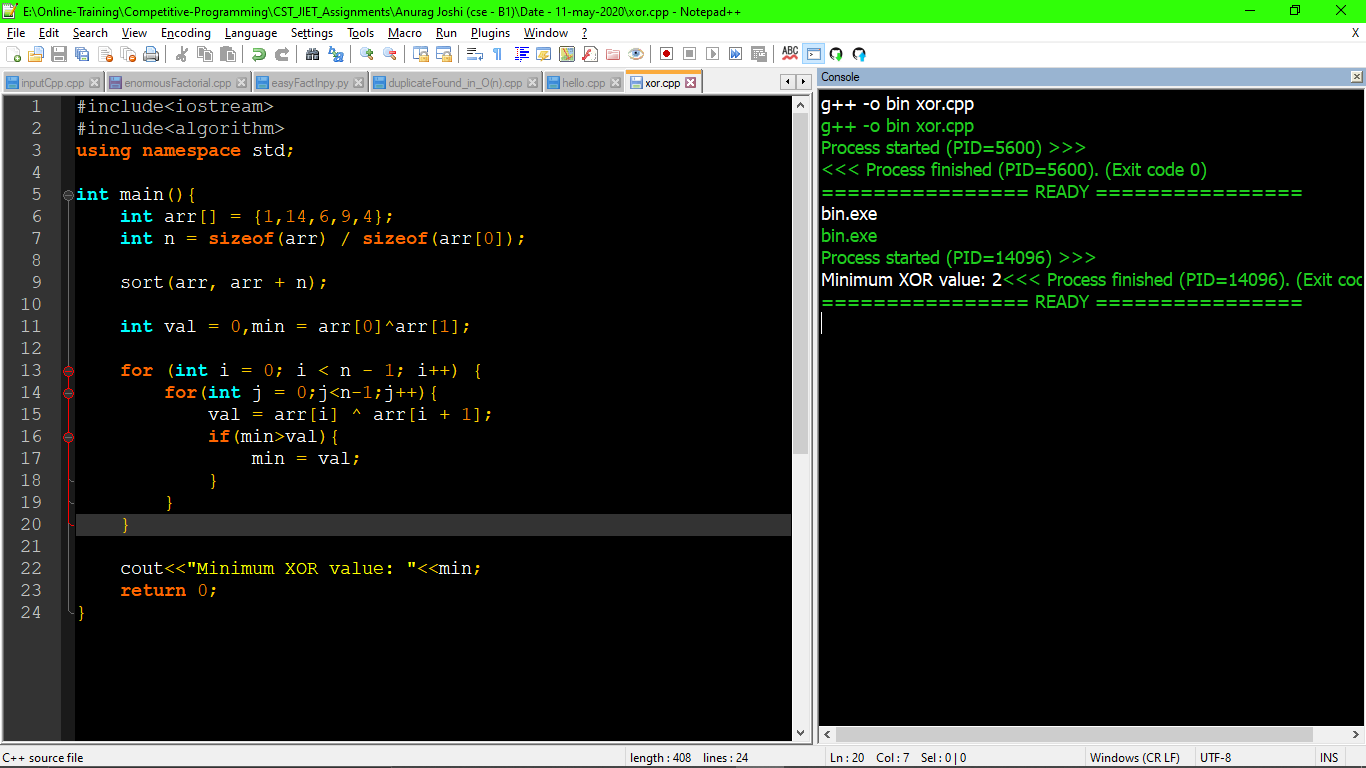 E:\Online-Training\Competitive-Programming\CST_JIET_Assignments\Anurag Joshi (cse - B1)\Date - 11-may-2020\xor.cpp - Notepad++
File Edit Search View Encoding Language Settings Tools Macro Run Plugins Window ? X
inputCpp.cpp enormousFactorial.cpp easyFactInpy.py duplicateFound_in_O(n).cpp hello.cpp xor.cpp
1 #include<iostream>
2 #include<algorithm>
3 using namespace std;
4
5 int main(){
6 int arr[] = {1,14,6,9,4};
7 int n = sizeof(arr) / sizeof(arr[0]);
8
9 sort(arr, arr + n);
10
11 int val = 0,min = arr[0]^arr[1];
12
13 for (int i = 0; i < n - 1; i++) {
14 for(int j = 0;j<n-1;j++){
15 val = arr[i] ^ arr[i + 1];
16 if(min>val){
17 min = val;
18 }
19 }
20 }
21
22 cout<<"Minimum XOR value: "<<min;
23 return 0;
24 }
Console
g++ -o bin xor.cpp
g++ -o bin xor.cpp
Process started (PID=5600) >>>
<<< Process finished (PID=5600). (Exit code 0)
================ READY ================
bin.exe
bin.exe
Process started (PID=14096) >>>
Minimum XOR value: 2<<< Process finished (PID=14096). (Exit coc
================ READY ================
C++ source file length : 408 lines : 24 Ln : 20 Col : 7 Sel : 0 | 0 Windows (CR LF) UTF-8 INS